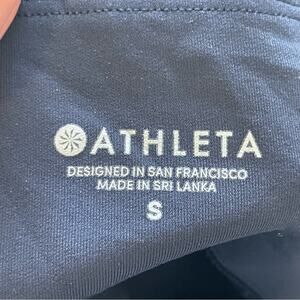 ATHLETA
DESIGNED IN SAN FRANCISCO
MADE IN SRI LANKA
S